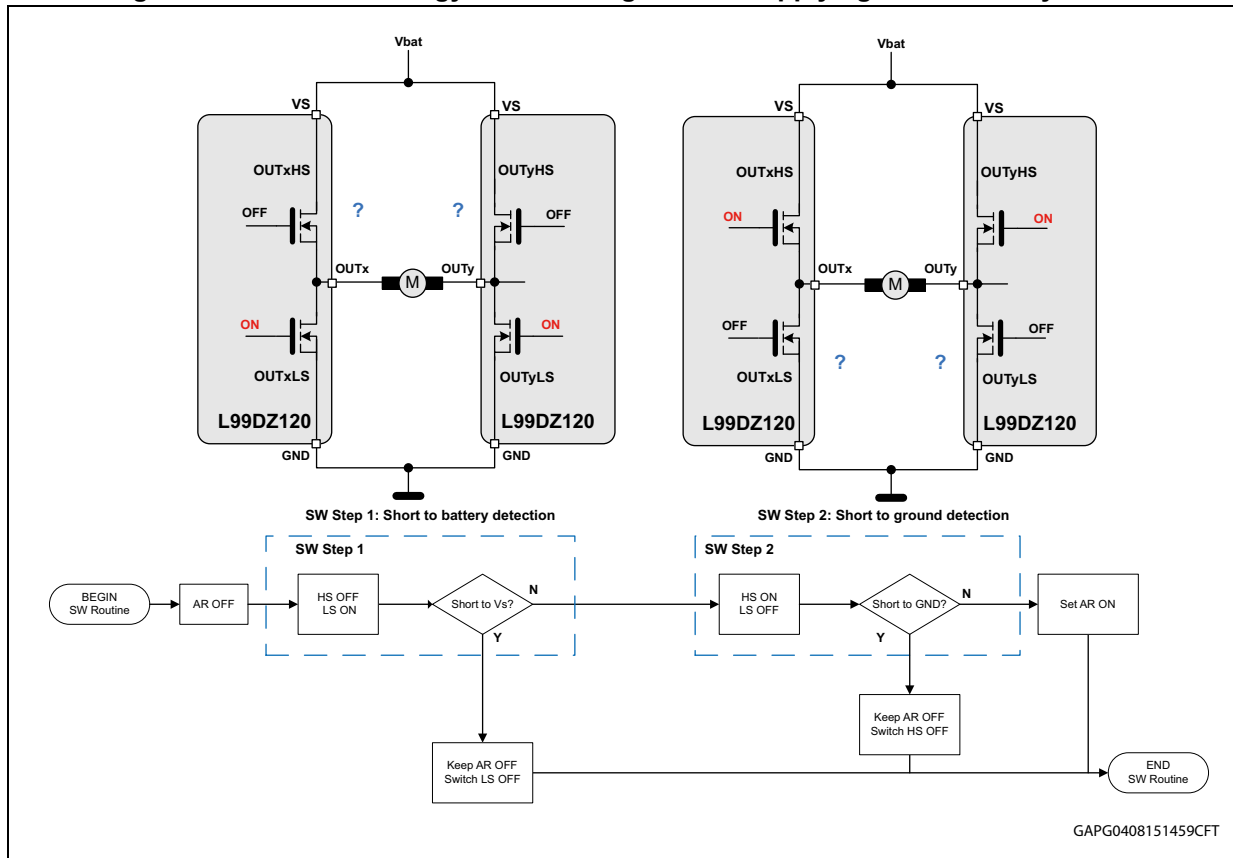 Vbat
VS
VS
OUTxHS
OUTyHS
OFF
?
?
OFF
OUTx
OUTy
M
ON
ON
OUTxLS
OUTyLS
L99DZ120
L99DZ120
GND
GND
SW Step 1: Short to battery detection
Vbat
VS
VS
OUTxHS
OUTyHS
ON
ON
OUTx
OUTy
M
OFF
OFF
?
?
OUTxLS
OUTyLS
L99DZ120
L99DZ120
GND
GND
SW Step 2: Short to ground detection
SW Step 1
SW Step 2
BEGIN
SW Routine
AR OFF
HS OFF
LS ON
Short to Vs?
N
Y
HS ON
LS OFF
Short to GND?
N
Y
Set AR ON
Keep AR OFF
Switch HS OFF
Keep AR OFF
Switch LS OFF
END
SW Routine
GAPG0408151459CFT